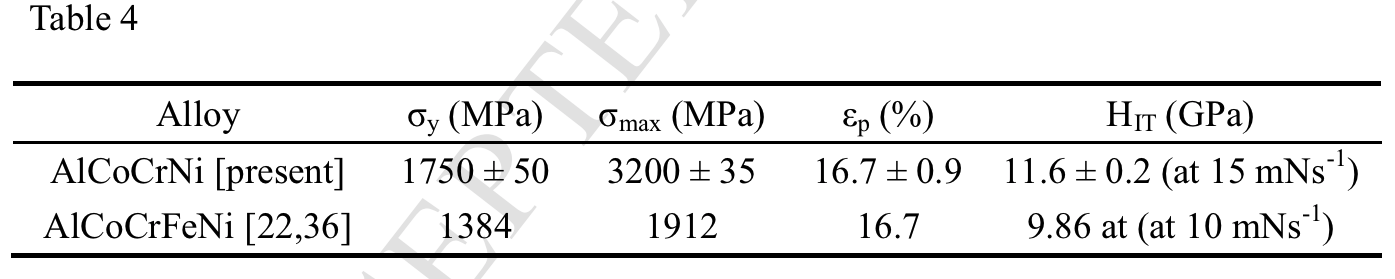 Table 4
Alloy σy (MPa) σmax (MPa) εp (%) HIT (GPa)
AlCoCrNi [present] 1750 ± 50 3200 ± 35 16.7 ± 0.9 11.6 ± 0.2 (at 15 mNs-1)
AlCoCrFeNi [22,36] 1384 1912 16.7 9.86 at (at 10 mNs-1)
EPTE